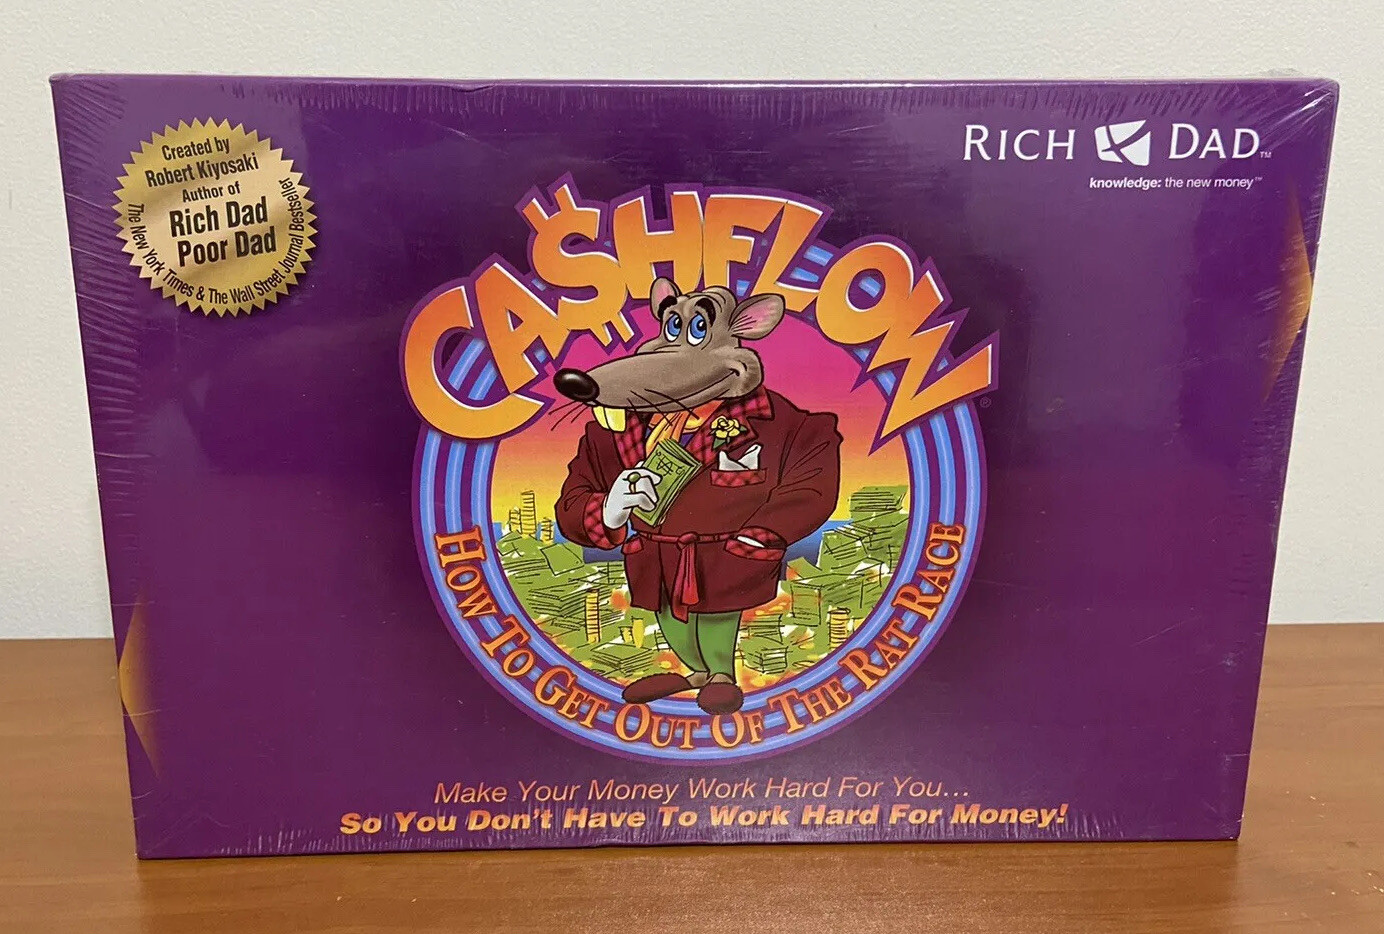 Created by
Robert Kiyosaki
Author of
Rich Dad
Poor Dad
The New York Times & The Wall Street Journal Bestseller
RICH DAD™
knowledge: the new money™
CA$HFLOW®
HOW TO GET OUT OF THE RAT RACE
Make Your Money Work Hard For You...
So You Don't Have To Work Hard For Money!